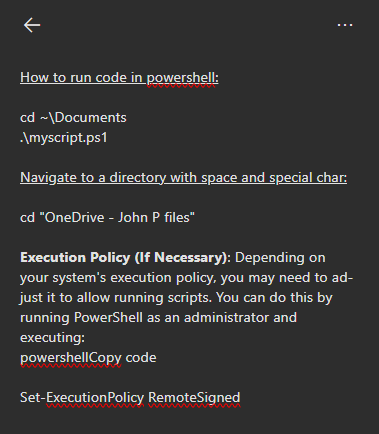 How to run code in powershell:
cd ~\Documents
.\myscript.ps1
Navigate to a directory with space and special char:
cd "OneDrive - John P files"
Execution Policy (If Necessary): Depending on
your system's execution policy, you may need to ad-
just it to allow running scripts. You can do this by
running PowerShell as an administrator and
executing:
powershellCopy code
Set-ExecutionPolicy RemoteSigned